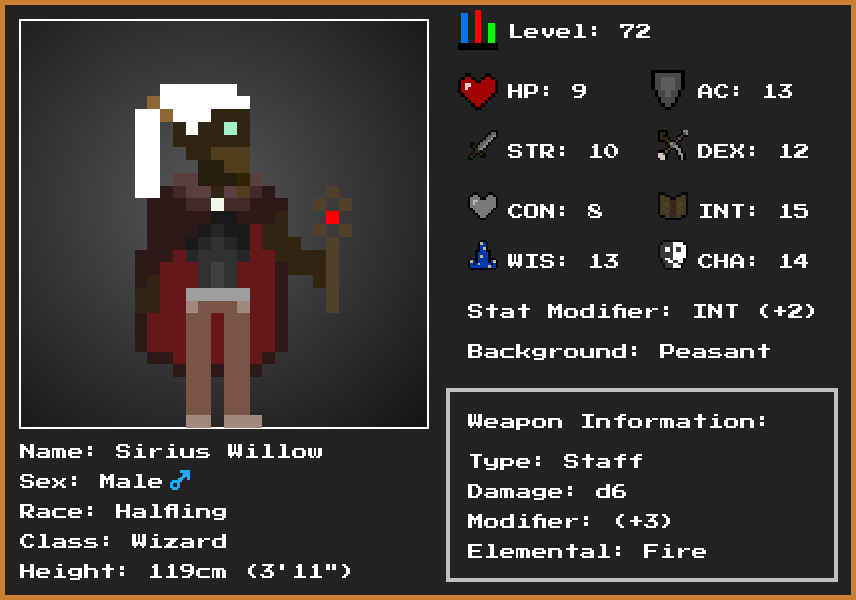 Level: 72
HP: 9
AC: 13
STR: 10
DEX: 12
CON: 8
INT: 15
WIS: 13
CHA: 14
Stat Modifier: INT (+2)
Background: Peasant
Weapon Information:
Type: Staff
Damage: d6
Modifier: (+3)
Elemental: Fire
Name: Sirius Willow
Sex: Male♂
Race: Halfling
Class: Wizard
Height: 119cm (3'11")